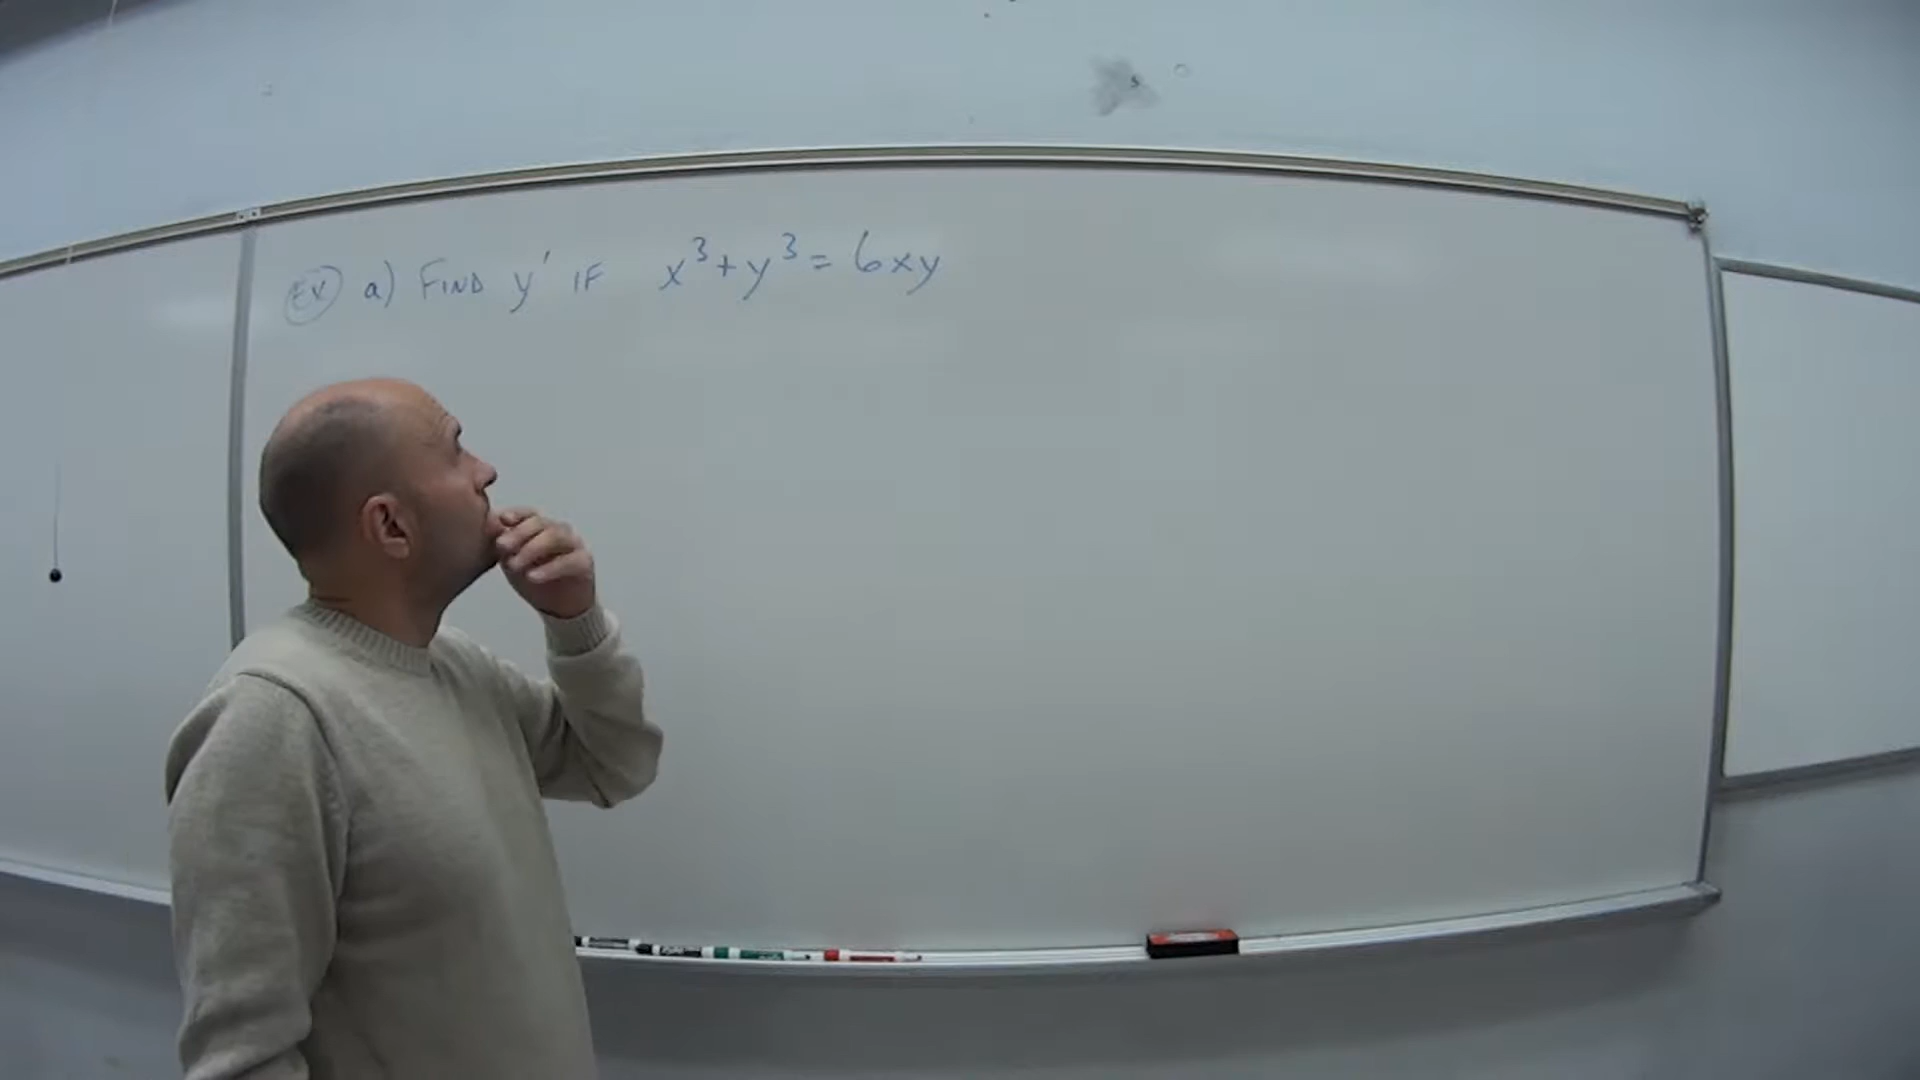 EX a) FIND y' IF x³+y³=6xy